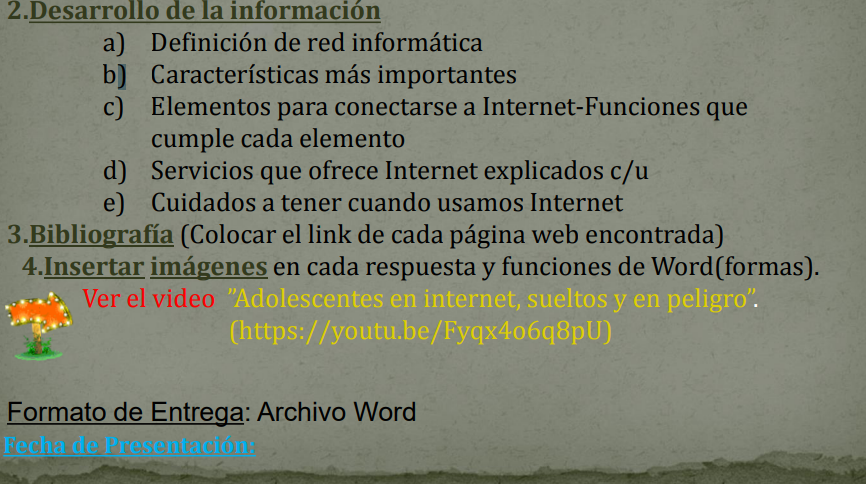 2.Desarrollo de la información
a) Definición de red informática
b) Características más importantes
c) Elementos para conectarse a Internet-Funciones que
cumple cada elemento
d) Servicios que ofrece Internet explicados c/u
e) Cuidados a tener cuando usamos Internet
3.Bibliografía (Colocar el link de cada página web encontrada)
4.Insertar imágenes en cada respuesta y funciones de Word(formas).
Ver el video ”Adolescentes en internet, sueltos y en peligro”.
(https://youtu.be/Fyqx4o6q8pU)
Formato de Entrega: Archivo Word
Fecha de Presentación: